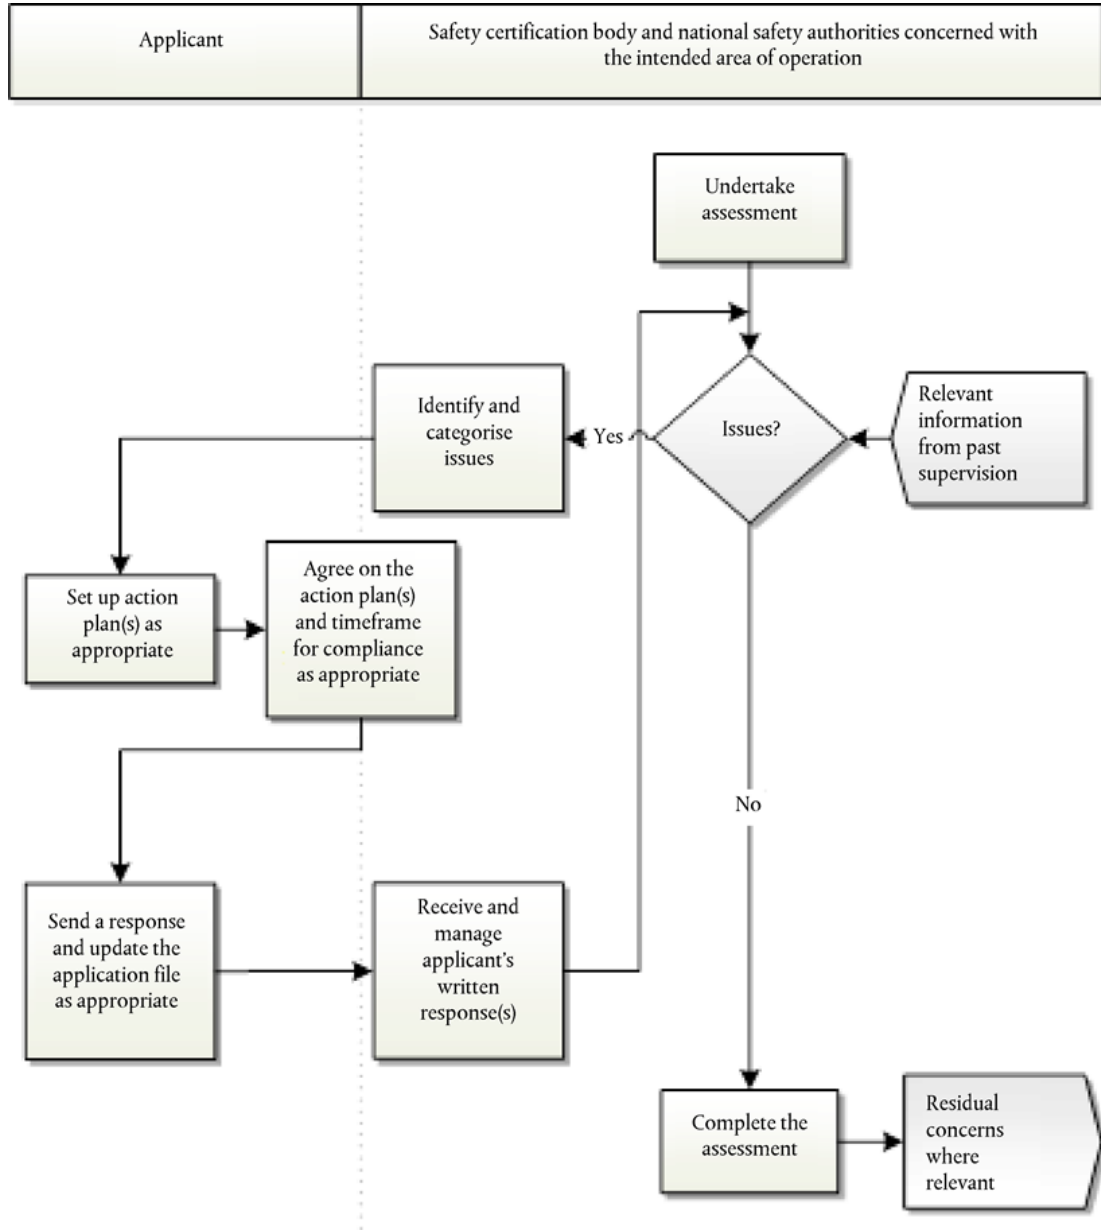 Applicant
Safety certification body and national safety authorities concerned with
the intended area of operation
Undertake
assessment
Identify and
categorise
issues
Yes
Issues?
Relevant
information
from past
supervision
Set up action
plan(s) as
appropriate
Agree on the
action plan(s)
and timeframe
for compliance
as appropriate
No
Send a response
and update the
application file
as appropriate
Receive and
manage
applicant's
written
response(s)
Complete the
assessment
Residual
concerns
where
relevant